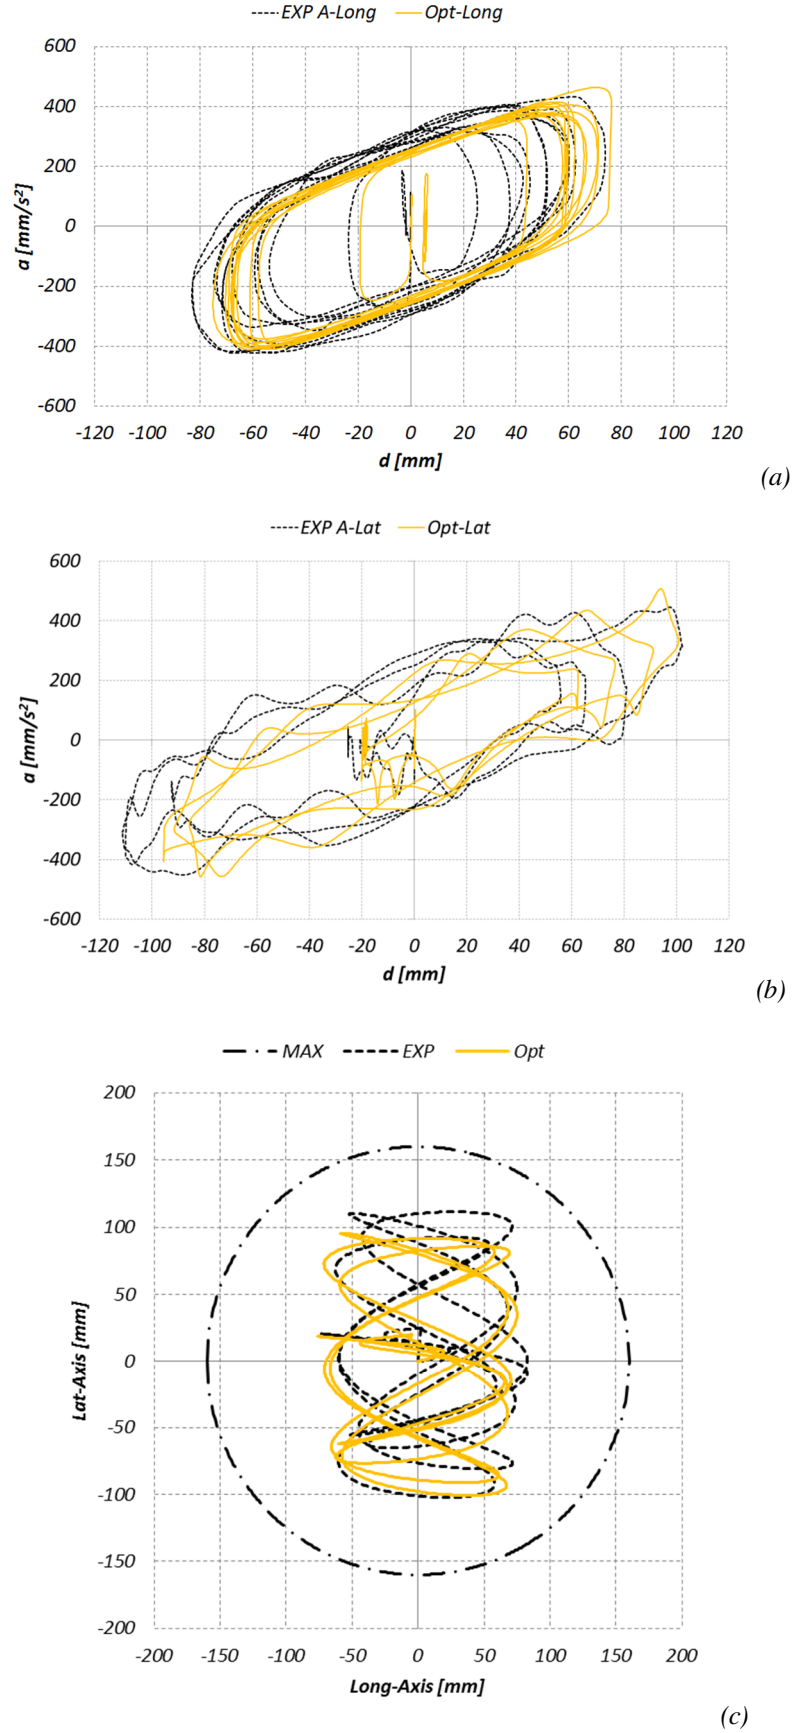 EXP A-Long Opt-Long
600
400
200
0
-200
-400
-600
-120 -100 -80 -60 -40 -20 0 20 40 60 80 100 120
a [mm/s²]
d [mm]
(a)
EXP A-Lat Opt-Lat
600
400
200
0
-200
-400
-600
-120 -100 -80 -60 -40 -20 0 20 40 60 80 100 120
a [mm/s²]
d [mm]
(b)
MAX EXP Opt
200
150
100
50
0
-50
-100
-150
-200
-200 -150 -100 -50 0 50 100 150 200
Lat-Axis [mm]
Long-Axis [mm]
(c)